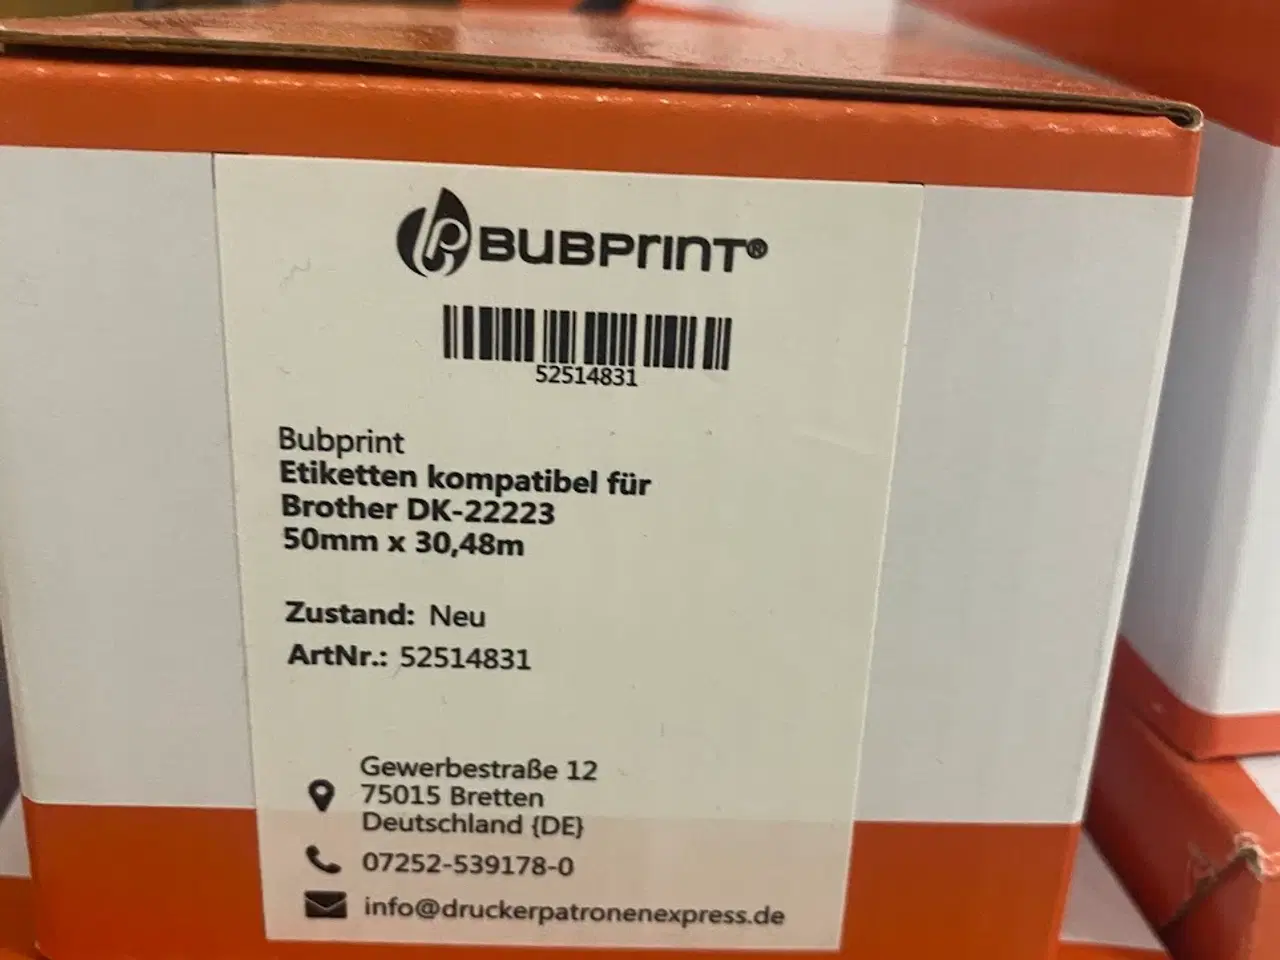 BUBPRINT®
52514831
Bubprint
Etiketten kompatibel für
Brother DK-22223
50mm x 30,48m
Zustand: Neu
ArtNr.: 52514831
Gewerbestraße 12
75015 Bretten
Deutschland {DE}
07252-539178-0
info@druckerpatronenexpress.de